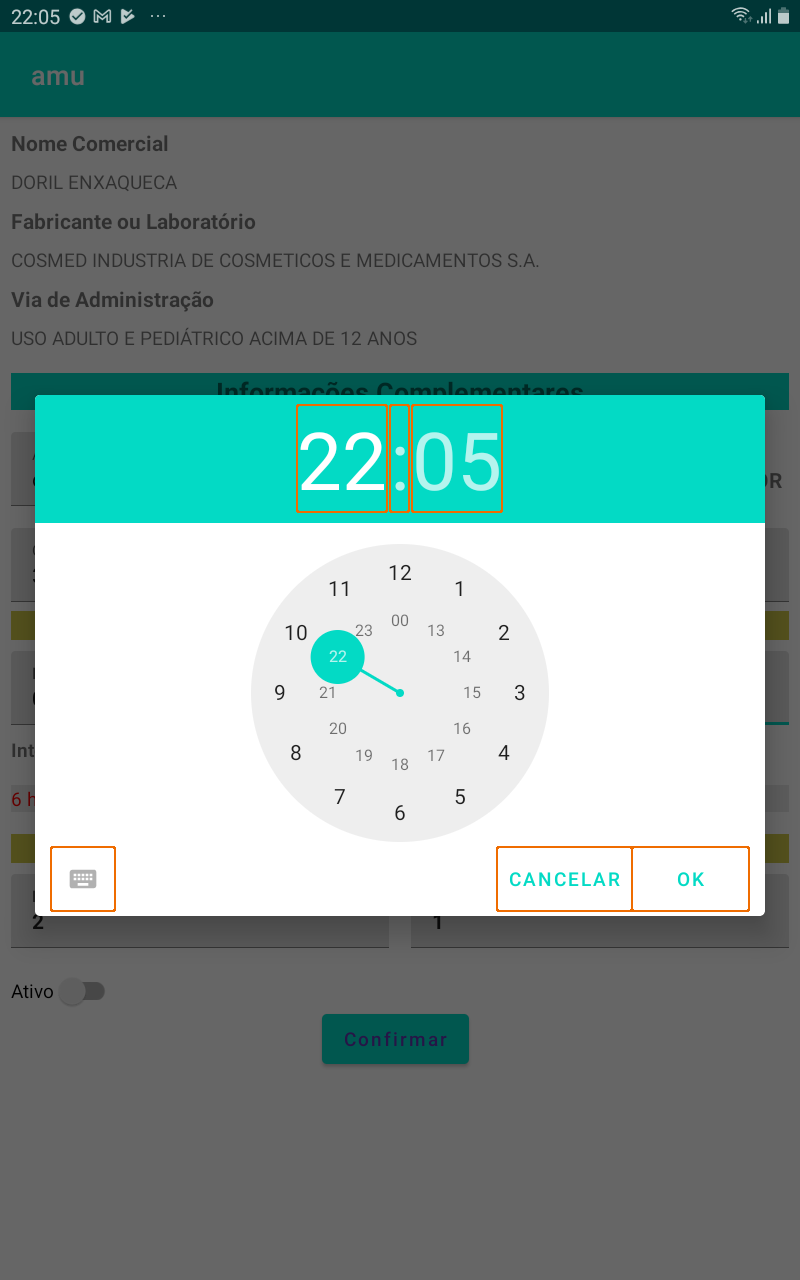 22:05
amu
Nome Comercial
DORIL ENXAQUECA
Fabricante ou Laboratório
COSMED INDUSTRIA DE COSMETICOS E MEDICAMENTOS S.A.
Via de Administração
USO ADULTO E PEDIÁTRICO ACIMA DE 12 ANOS
Informações Complementares
22:05
12
11 1
00
10 23 13 2
22 14
9 21 15 3
20 16
8 19 17 4
18
7 5
6
CANCELAR OK
6 h
2 1
Ativo
Confirmar